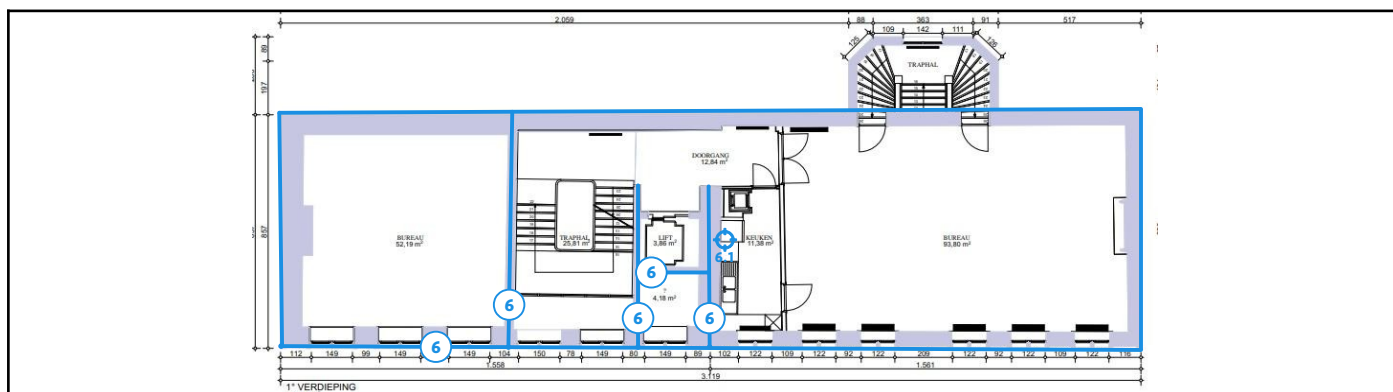 2.059 88 363 91 517
109 142 111
125 126
89
197
TRAPHAL
DOORGANG
12,84 m²
857
BUREAU
52,19 m²
TRAPHAL
25,81 m²
LIFT
3,86 m²
KEUKEN
11,38 m²
BUREAU
93,80 m²
6.1
6
?
4.18 m²
6
6
6
6
112 149 99 149 149 104 150 78 149 80 149 89 102 122 109 122 92 122 209 122 92 122 109 122 116
1.558 1.561
3.119
1° VERDIEPING